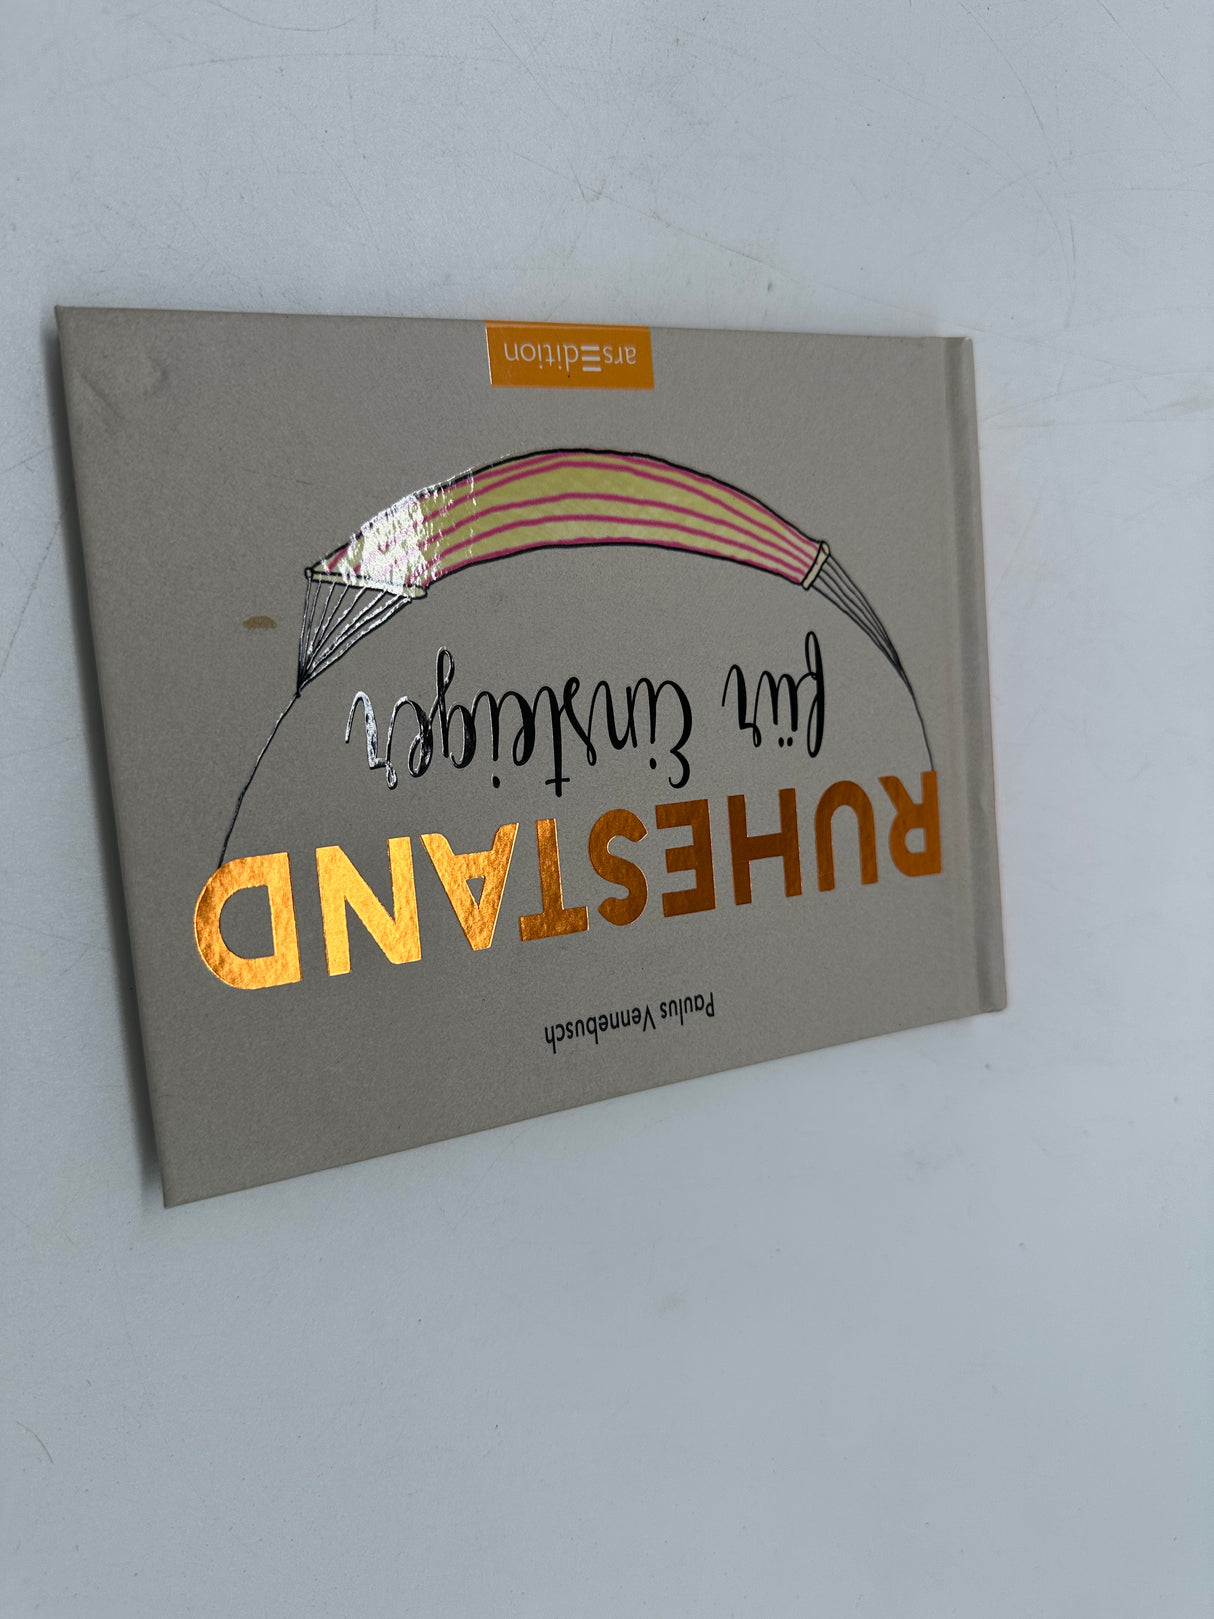 Paulus Vennebusch
RUHESTAND
für Einsteiger
arsEdition